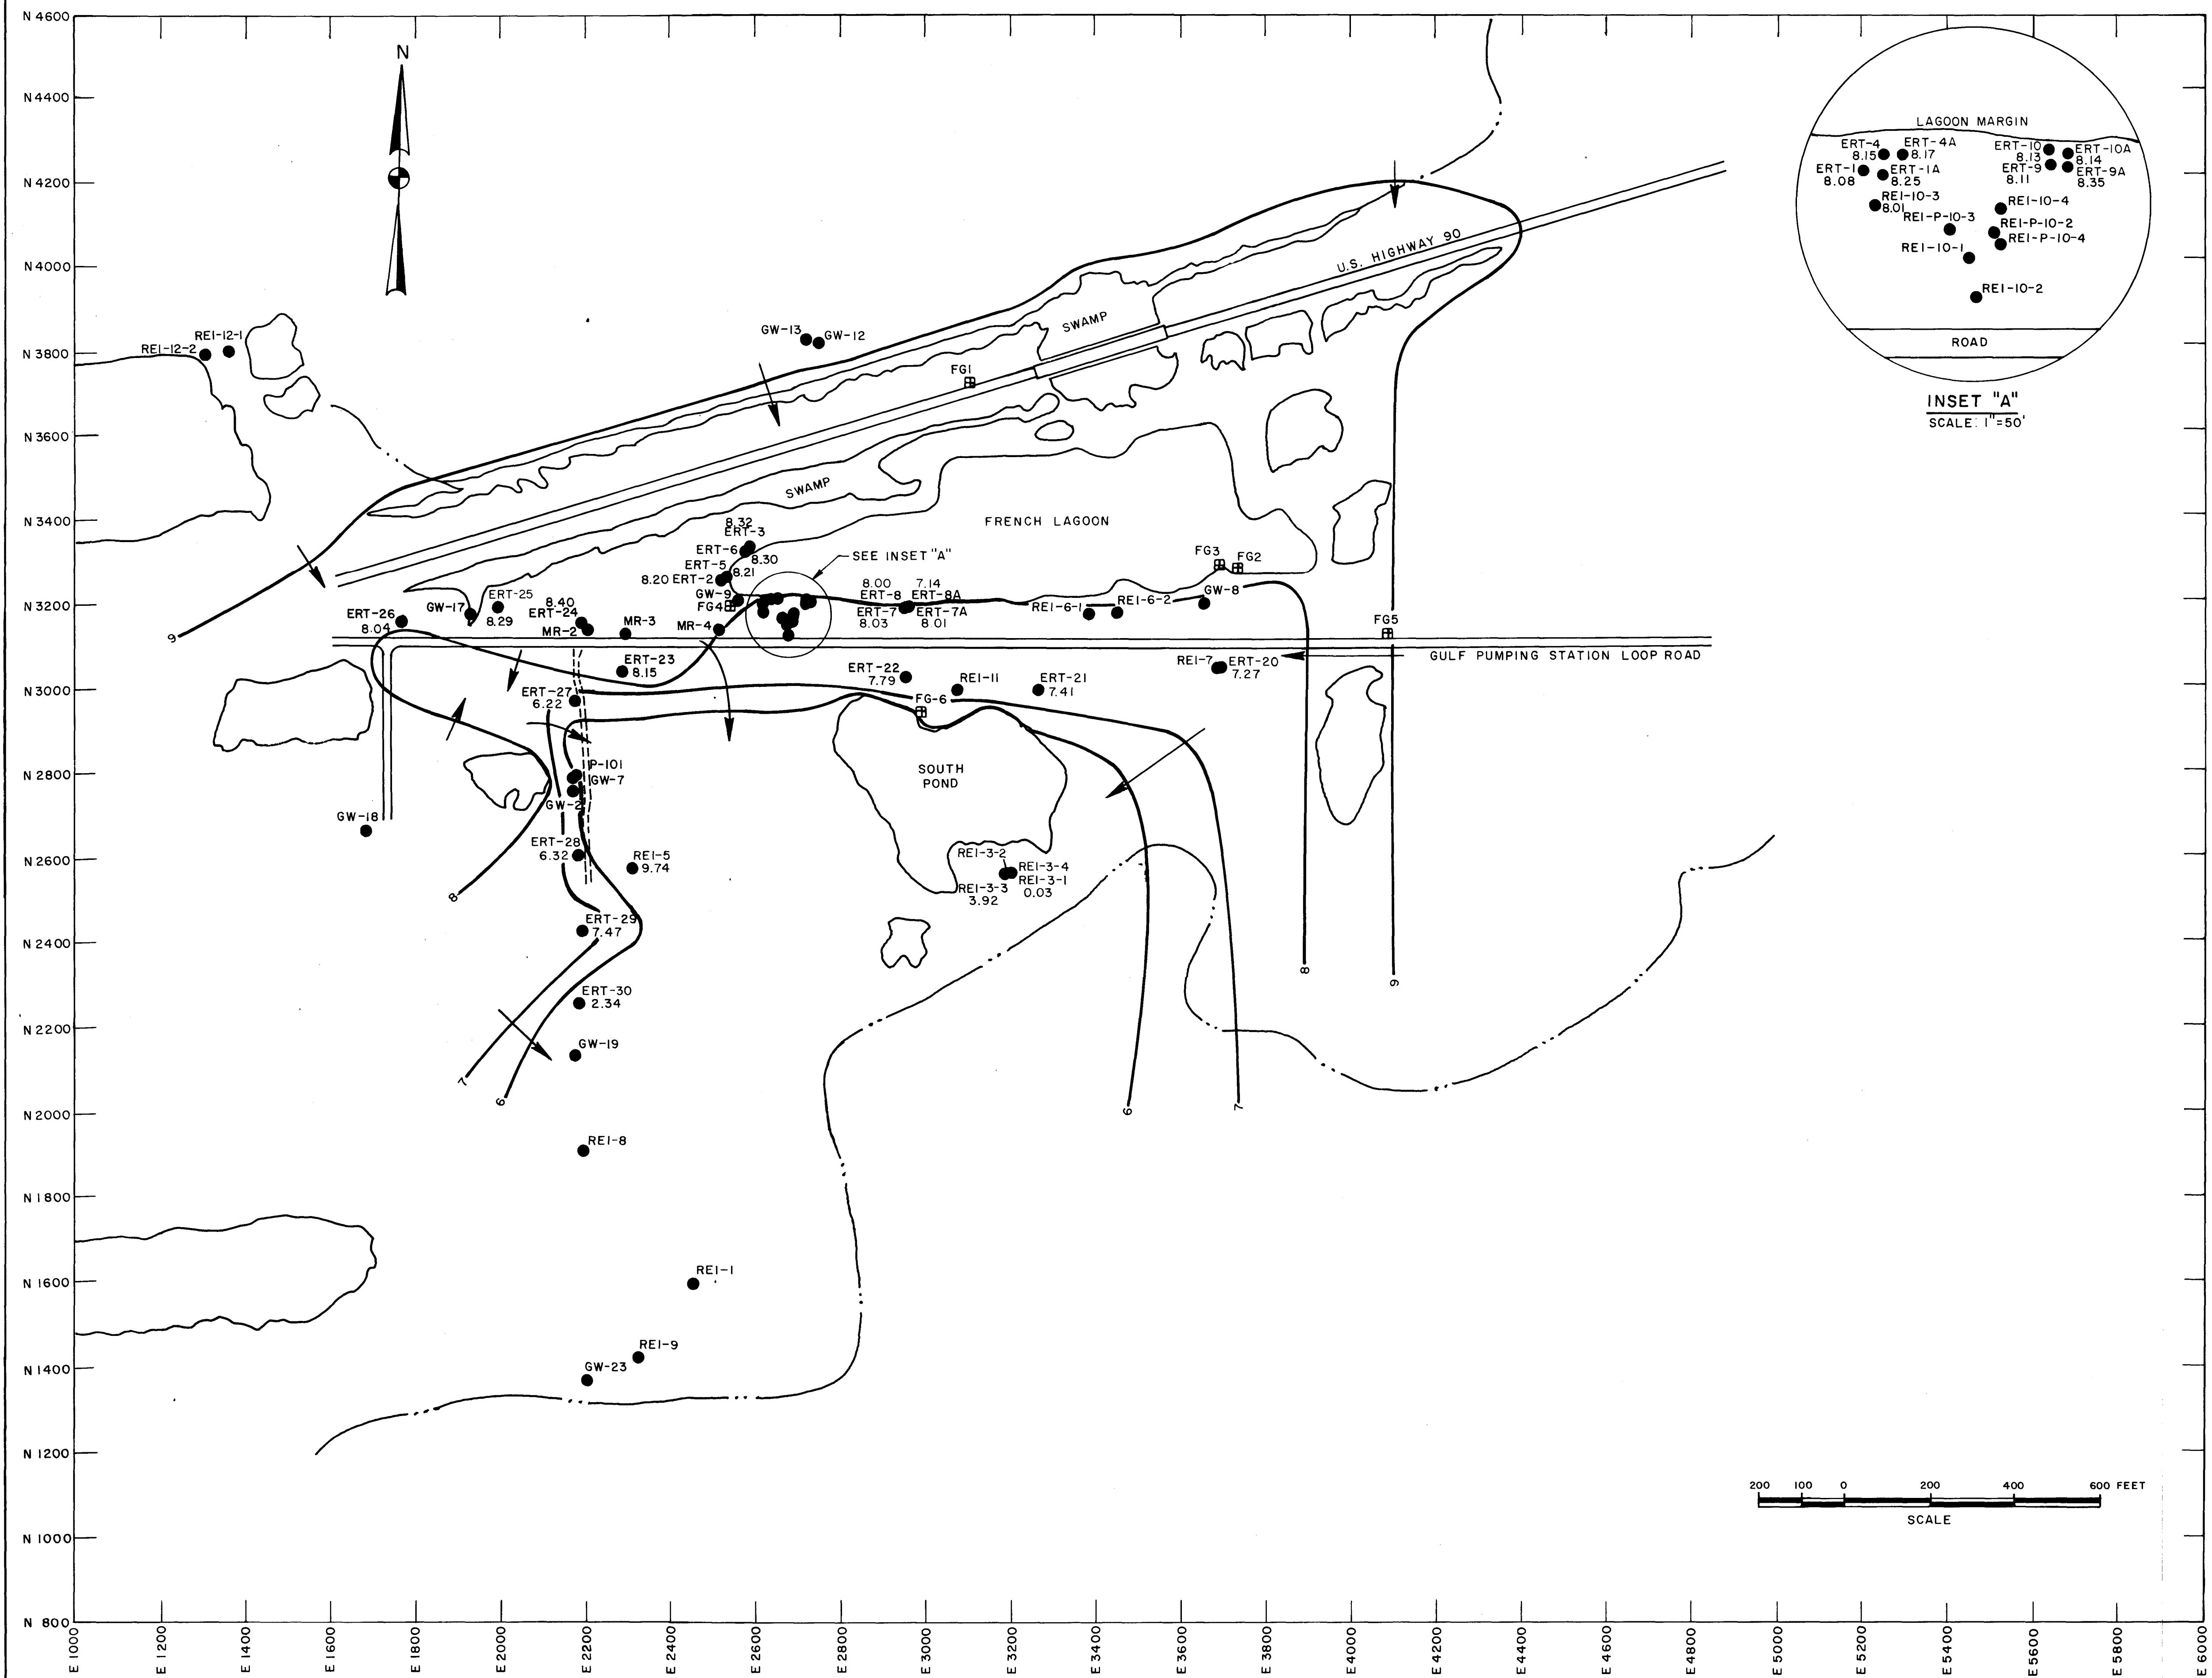 N 4600
N 4400
N 4200
N 4000
N 3800
N 3600
N 3400
N 3200
N 3000
N 2800
N 2600
N 2400
N 2200
N 2000
N 1800
N 1600
N 1400
N 1200
N 1000
N 800
E 1000
E 1200
E 1400
E 1600
E 1800
E 2000
E 2200
E 2400
E 2600
E 2800
E 3000
E 3200
E 3400
E 3600
E 3800
E 4000
E 4200
E 4400
E 4600
E 4800
E 5000
E 5200
E 5400
E 5600
E 5800
E 6000
N
LAGOON MARGIN
ERT-4
8.15
ERT-4A
8.17
ERT-1
8.08
ERT-1A
8.25
ERT-10
8.13
ERT-10A
8.14
ERT-9
8.11
ERT-9A
8.35
REI-10-3
8.01
REI-10-4
REI-P-10-3
REI-P-10-2
REI-P-10-4
REI-10-1
REI-10-2
ROAD
INSET "A"
SCALE: 1"=50'
U.S. HIGHWAY 90
SWAMP
GW-13
GW-12
REI-12-1
REI-12-2
FG1
SWAMP
FRENCH LAGOON
8.32
ERT-3
ERT-6
8.30
SEE INSET "A"
ERT-5
8.21
8.20 ERT-2
GW-9
FG4
FG3
FG2
8.00
ERT-8
7.14
ERT-8A
ERT-7
8.03
ERT-7A
8.01
REI-6-1
REI-6-2
GW-8
ERT-26
8.04
GW-17
ERT-25
8.29
8.40
ERT-24
MR-2
MR-3
MR-4
FG5
9
GULF PUMPING STATION LOOP ROAD
ERT-23
8.15
ERT-22
7.79
REI-11
ERT-21
7.41
REI-7
ERT-20
7.27
ERT-27
6.22
FG-6
P-101
GW-7
GW-2
SOUTH
POND
GW-18
ERT-28
6.32
REI-5
9.74
REI-3-2
REI-3-4
REI-3-1
0.03
REI-3-3
3.92
8
ERT-29
7.47
8
9
ERT-30
2.34
GW-19
7
6
6
7
REI-8
REI-1
REI-9
GW-23
200 100 0 200 400 600 FEET
SCALE